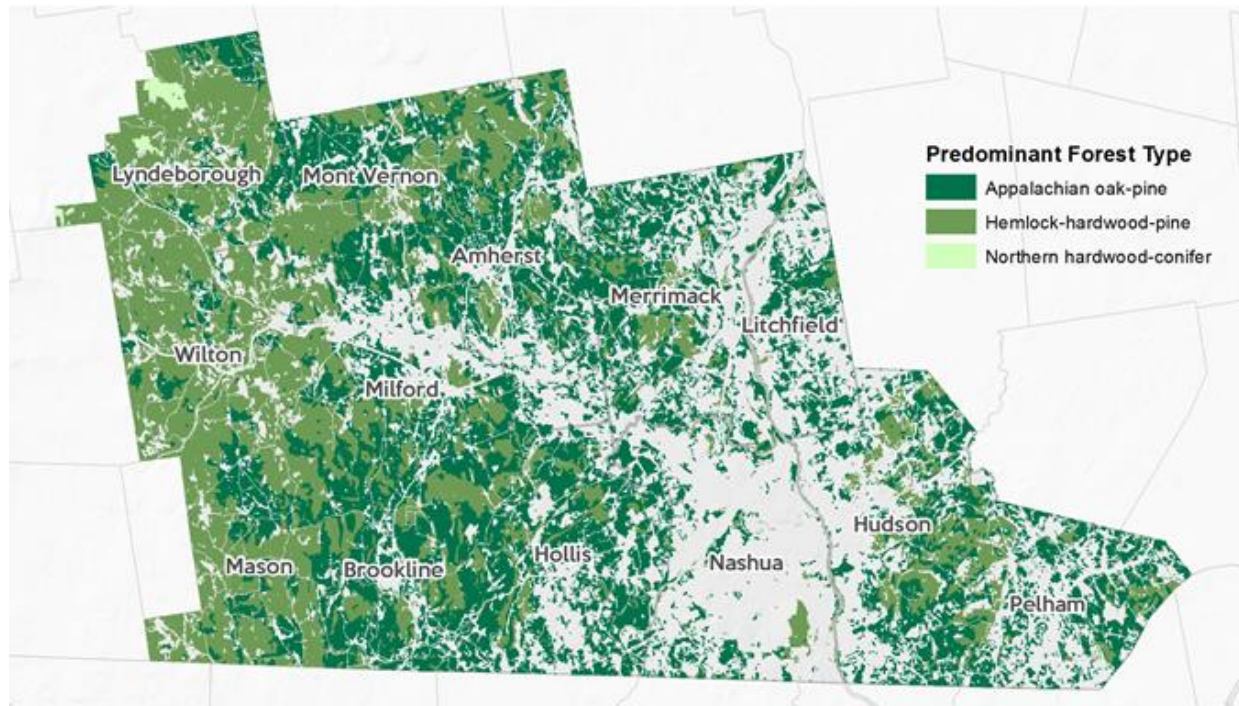 Predominant Forest Type
Appalachian oak-pine
Hemlock-hardwood-pine
Northern hardwood-conifer
Lyndeborough
Mont Vernon
Amherst
Merrimack
Litchfield
Wilton
Milford
Hudson
Mason
Brookline
Hollis
Nashua
Pelham